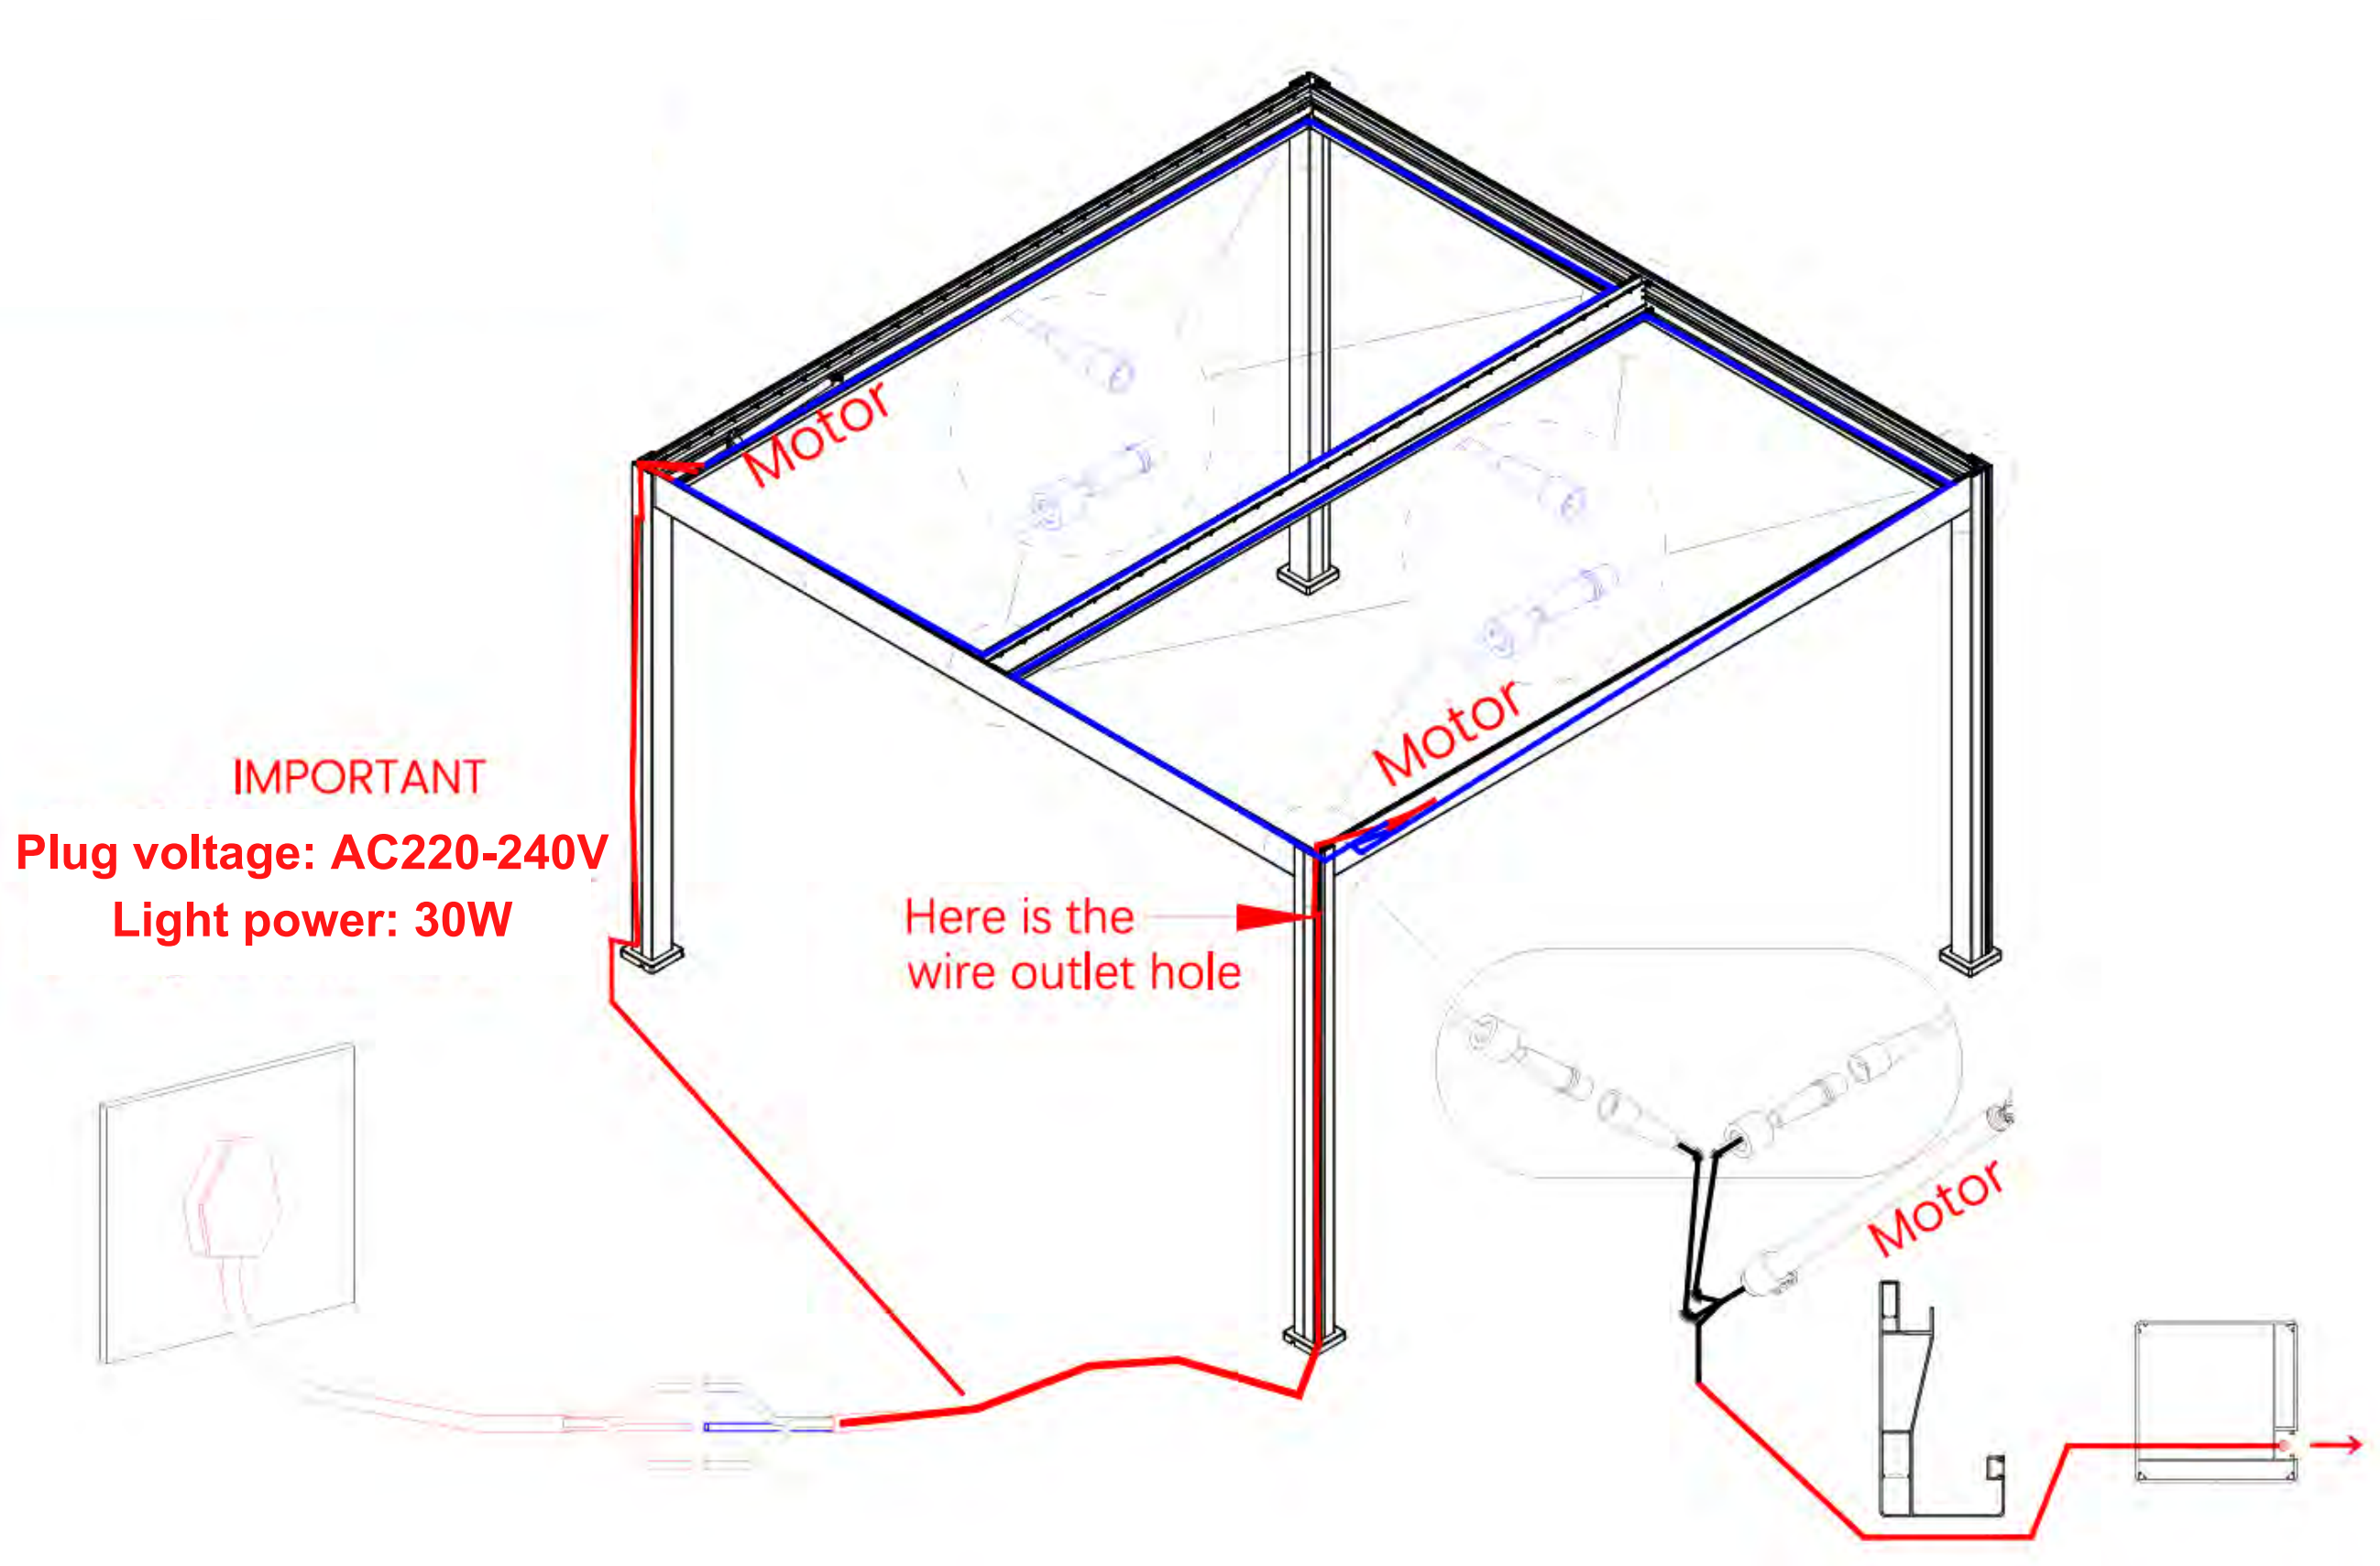 Motor
Motor
IMPORTANT
Plug voltage: AC220-240V
Light power: 30W
Here is the
wire outlet hole
Motor